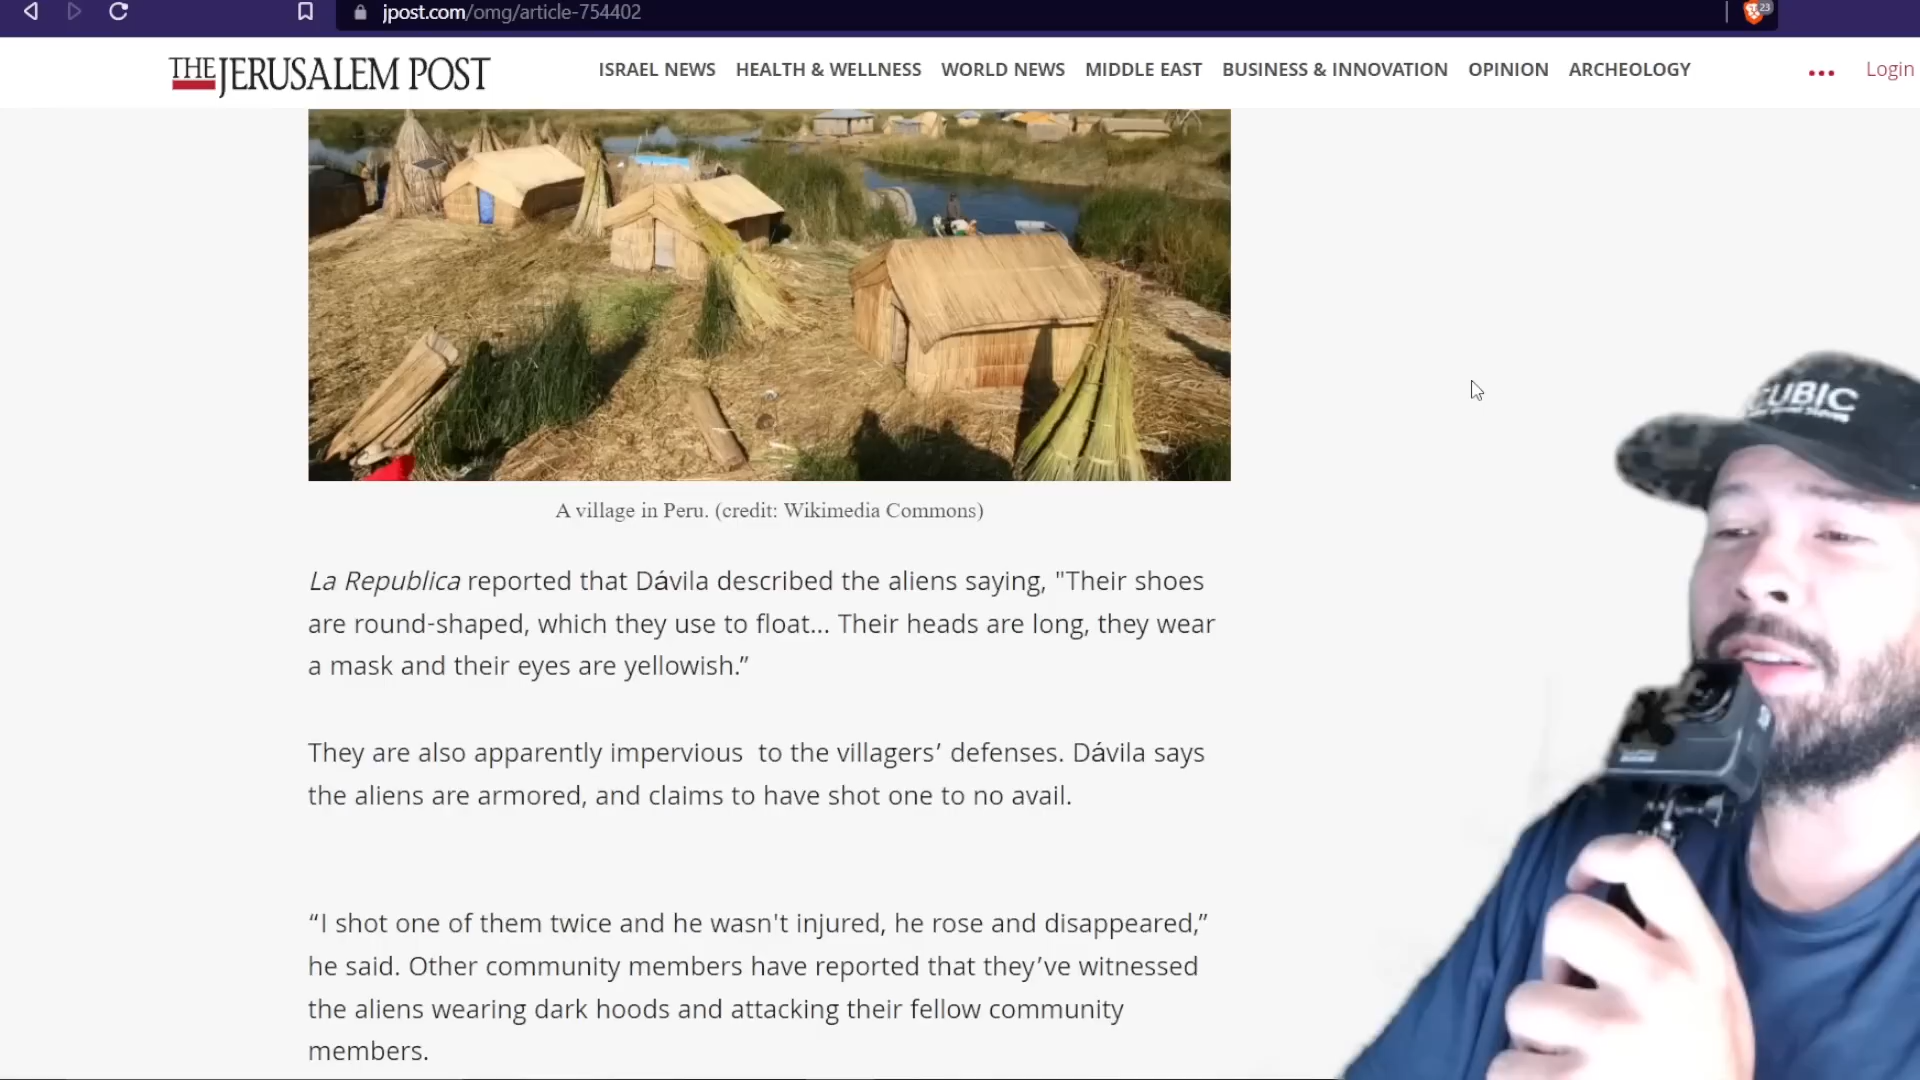 jpost.com/omg/article-754402
23
THE JERUSALEM POST
ISRAEL NEWS HEALTH & WELLNESS WORLD NEWS MIDDLE EAST BUSINESS & INNOVATION OPINION ARCHEOLOGY
Login
A village in Peru. (credit: Wikimedia Commons)
La Republica reported that Dávila described the aliens saying, "Their shoes
are round-shaped, which they use to float... Their heads are long, they wear
a mask and their eyes are yellowish.”
They are also apparently impervious to the villagers’ defenses. Dávila says
the aliens are armored, and claims to have shot one to no avail.
“I shot one of them twice and he wasn't injured, he rose and disappeared,”
he said. Other community members have reported that they’ve witnessed
the aliens wearing dark hoods and attacking their fellow community
members.
CUBIC